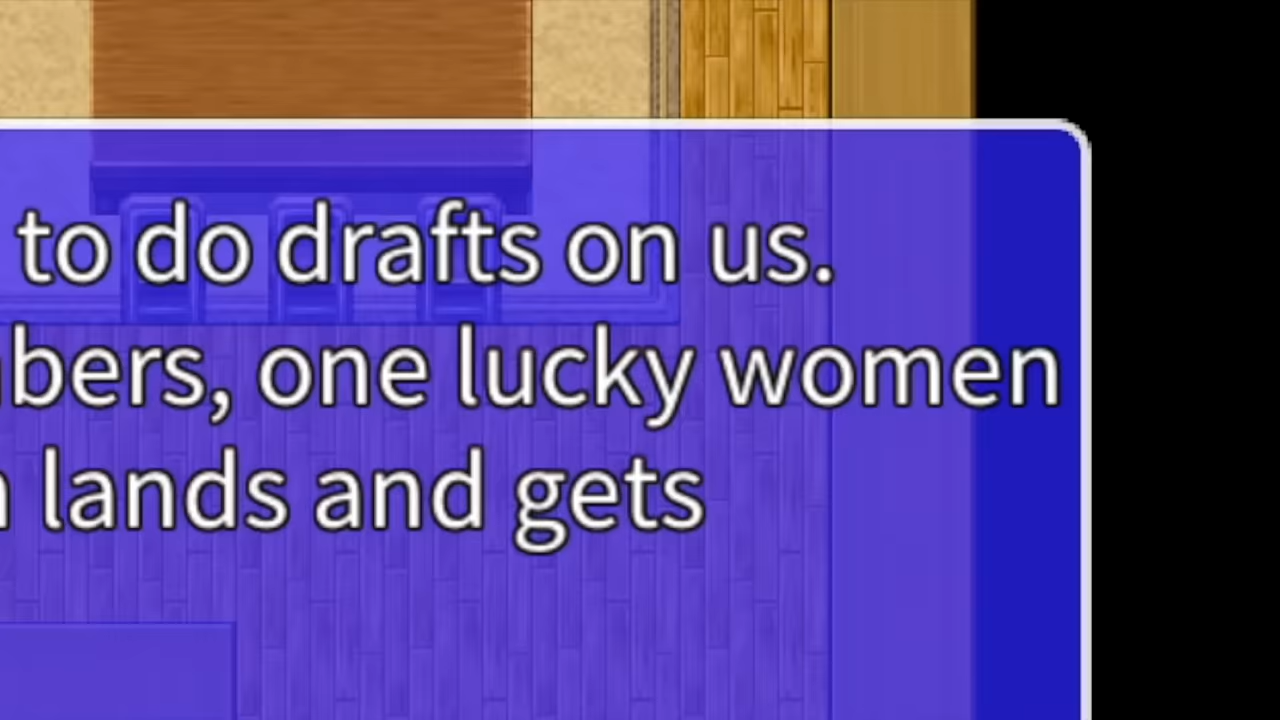 to do drafts on us.
bers, one lucky women
lands and gets